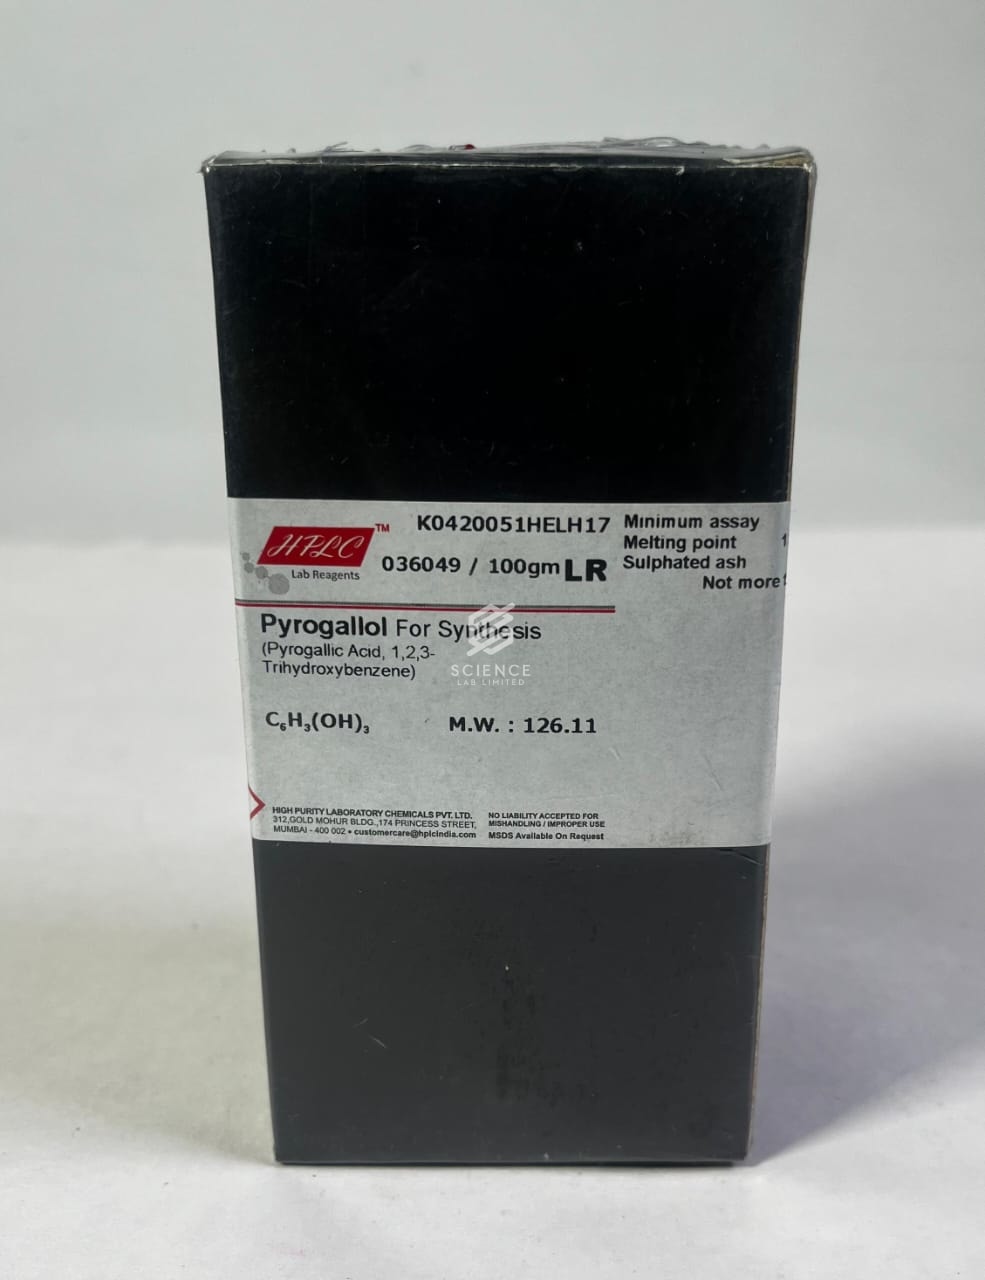 HPLC™
Lab Reagents
K0420051HELH17
036049 / 100gm LR
Minimum assay
Melting point
Sulphated ash
Not more
Pyrogallol For Synthesis
(Pyrogallic Acid, 1,2,3-
Trihydroxybenzene)
SCIENCE
LAB LIMITED
C₆H₃(OH)₃
M.W. : 126.11
HIGH PURITY LABORATORY CHEMICALS PVT. LTD.
312,GOLD MOHUR BLDG.,174 PRINCESS STREET,
MUMBAI - 400 002 • customercare@hplcindia.com
NO LIABILITY ACCEPTED FOR
MISHANDLING / IMPROPER USE
MSDS Available On Request